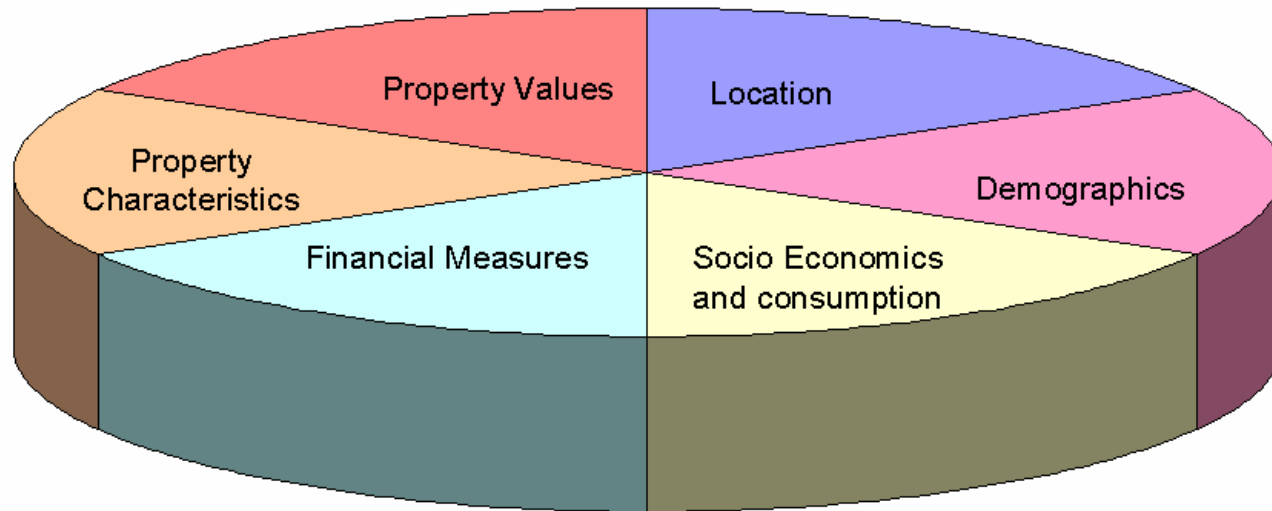 Property Values
Location
Property
Characteristics
Demographics
Financial Measures
Socio Economics
and consumption